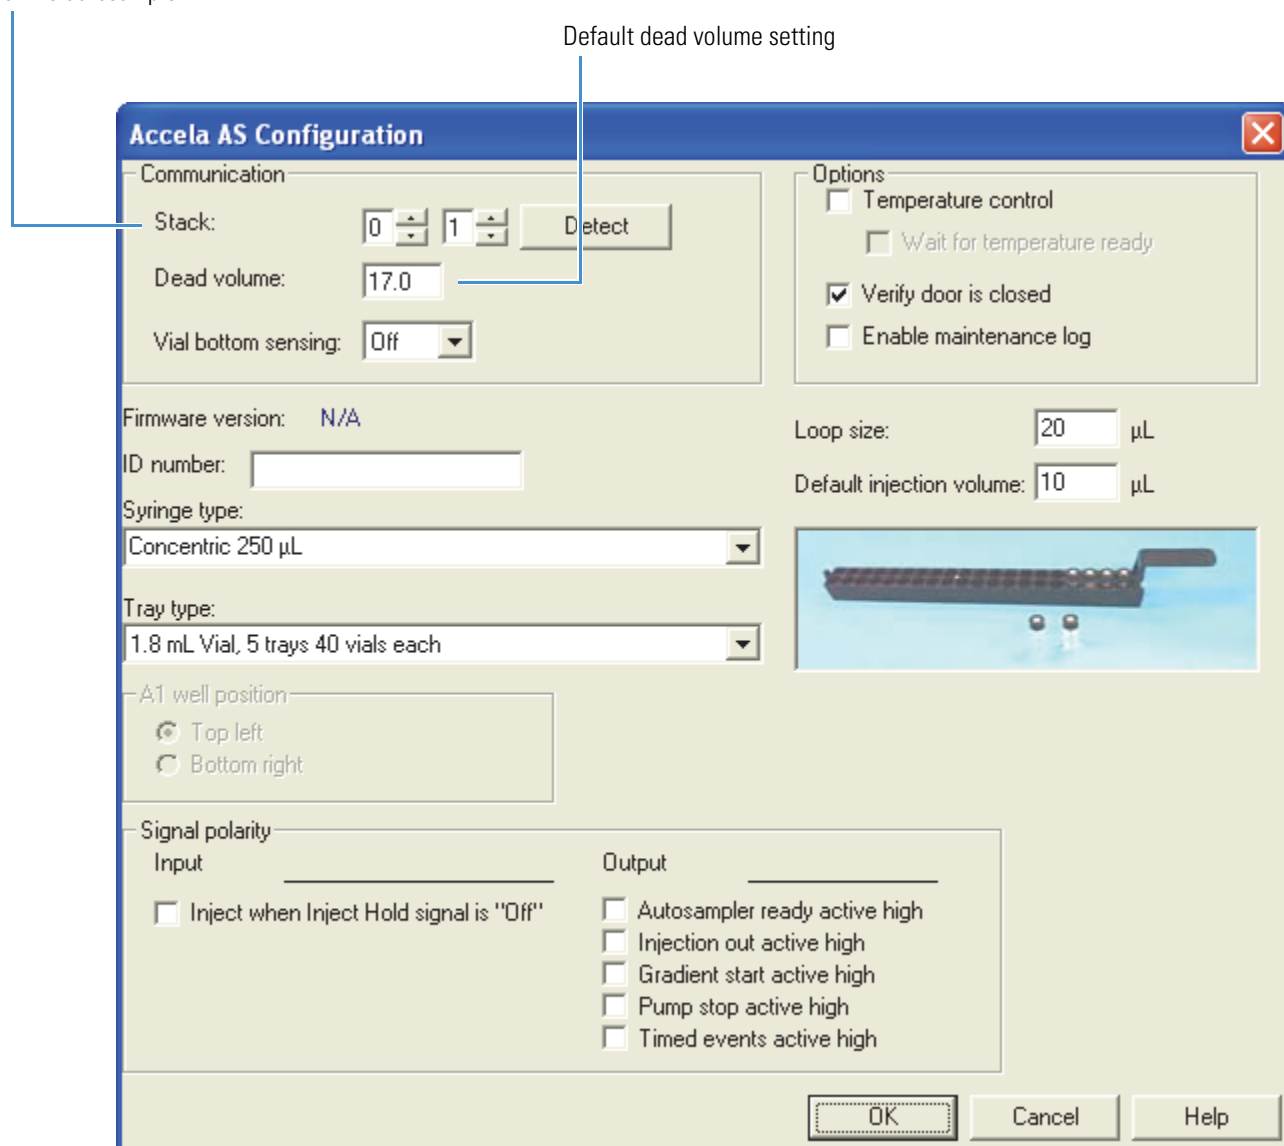 Default dead volume setting
Accela AS Configuration
Communication
Stack: 0 1 Detect
Dead volume: 17.0
Vial bottom sensing: Off
Options
Temperature control
Wait for temperature ready
Verify door is closed
Enable maintenance log
Firmware version: N/A
ID number:
Syringe type:
Concentric 250 µL
Tray type:
1.8 mL Vial, 5 trays 40 vials each
Loop size: 20 µL
Default injection volume: 10 µL
A1 well position
Top left
Bottom right
Signal polarity
Input
Inject when Inject Hold signal is "Off"
Output
Autosampler ready active high
Injection out active high
Gradient start active high
Pump stop active high
Timed events active high
OK Cancel Help